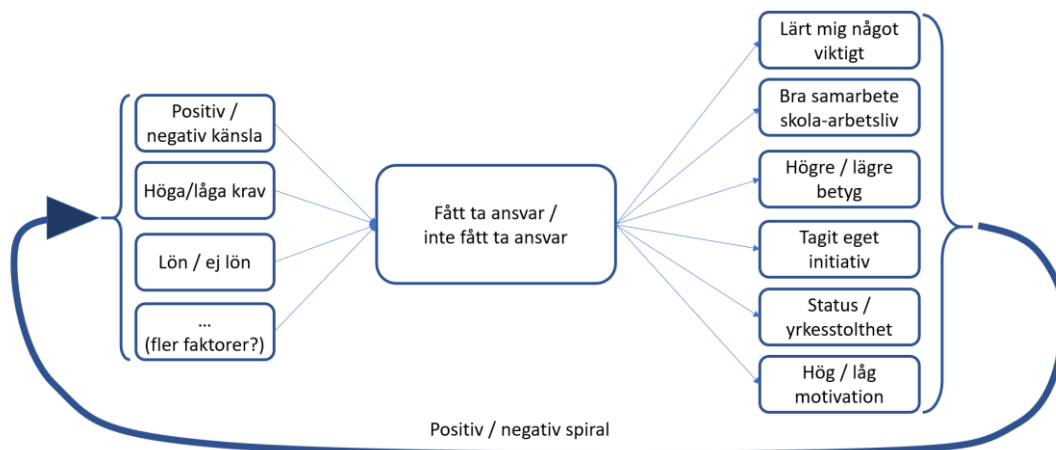 Positiv /
negativ känsla
Höga/låga krav
Lön / ej lön
...
(fler faktorer?)
Fått ta ansvar /
inte fått ta ansvar
Lärt mig något
viktigt
Bra samarbete
skola-arbetsliv
Högre / lägre
betyg
Tagit eget
initiativ
Status /
yrkesstolthet
Hög / låg
motivation
Positiv / negativ spiral